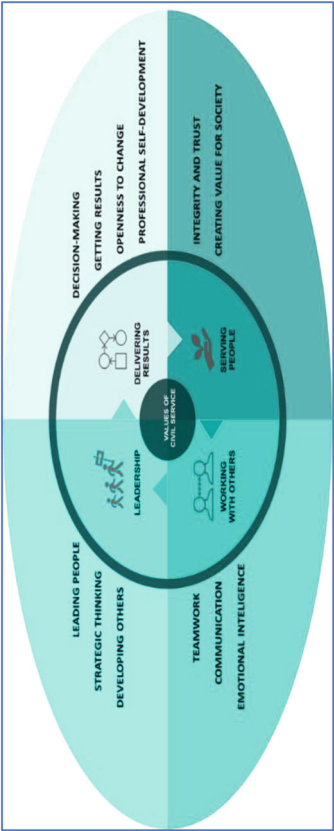 LEADING PEOPLE
STRATEGIC THINKING
DEVELOPING OTHERS
DECISION-MAKING
GETTING RESULTS
OPENNESS TO CHANGE
PROFESSIONAL SELF-DEVELOPMENT
LEADERSHIP
DELIVERING
RESULTS
VALUES OF
CIVIL SERVICE
WORKING
WITH OTHERS
SERVING
PEOPLE
TEAMWORK
COMMUNICATION
EMOTIONAL INTELIGENCE
INTEGRITY AND TRUST
CREATING VALUE FOR SOCIETY